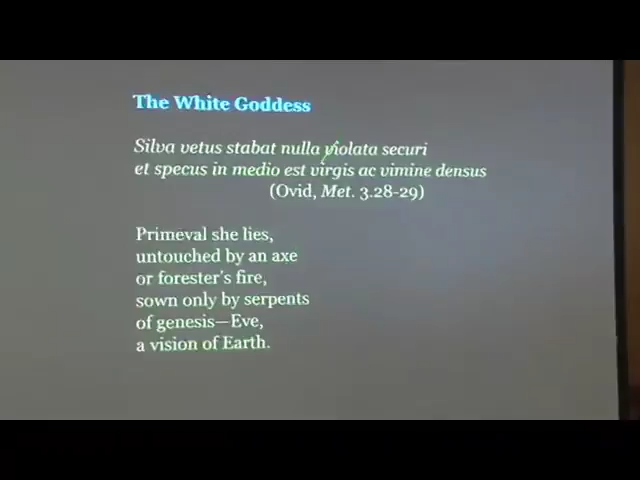 The White Goddess
Silva vetus stabat nulla violata securi
et specus in medio est virgis ac vimine densus
(Ovid, Met. 3.28-29)
Primeval she lies,
untouched by an axe
or forester's fire,
sown only by serpents
of genesis—Eve,
a vision of Earth.